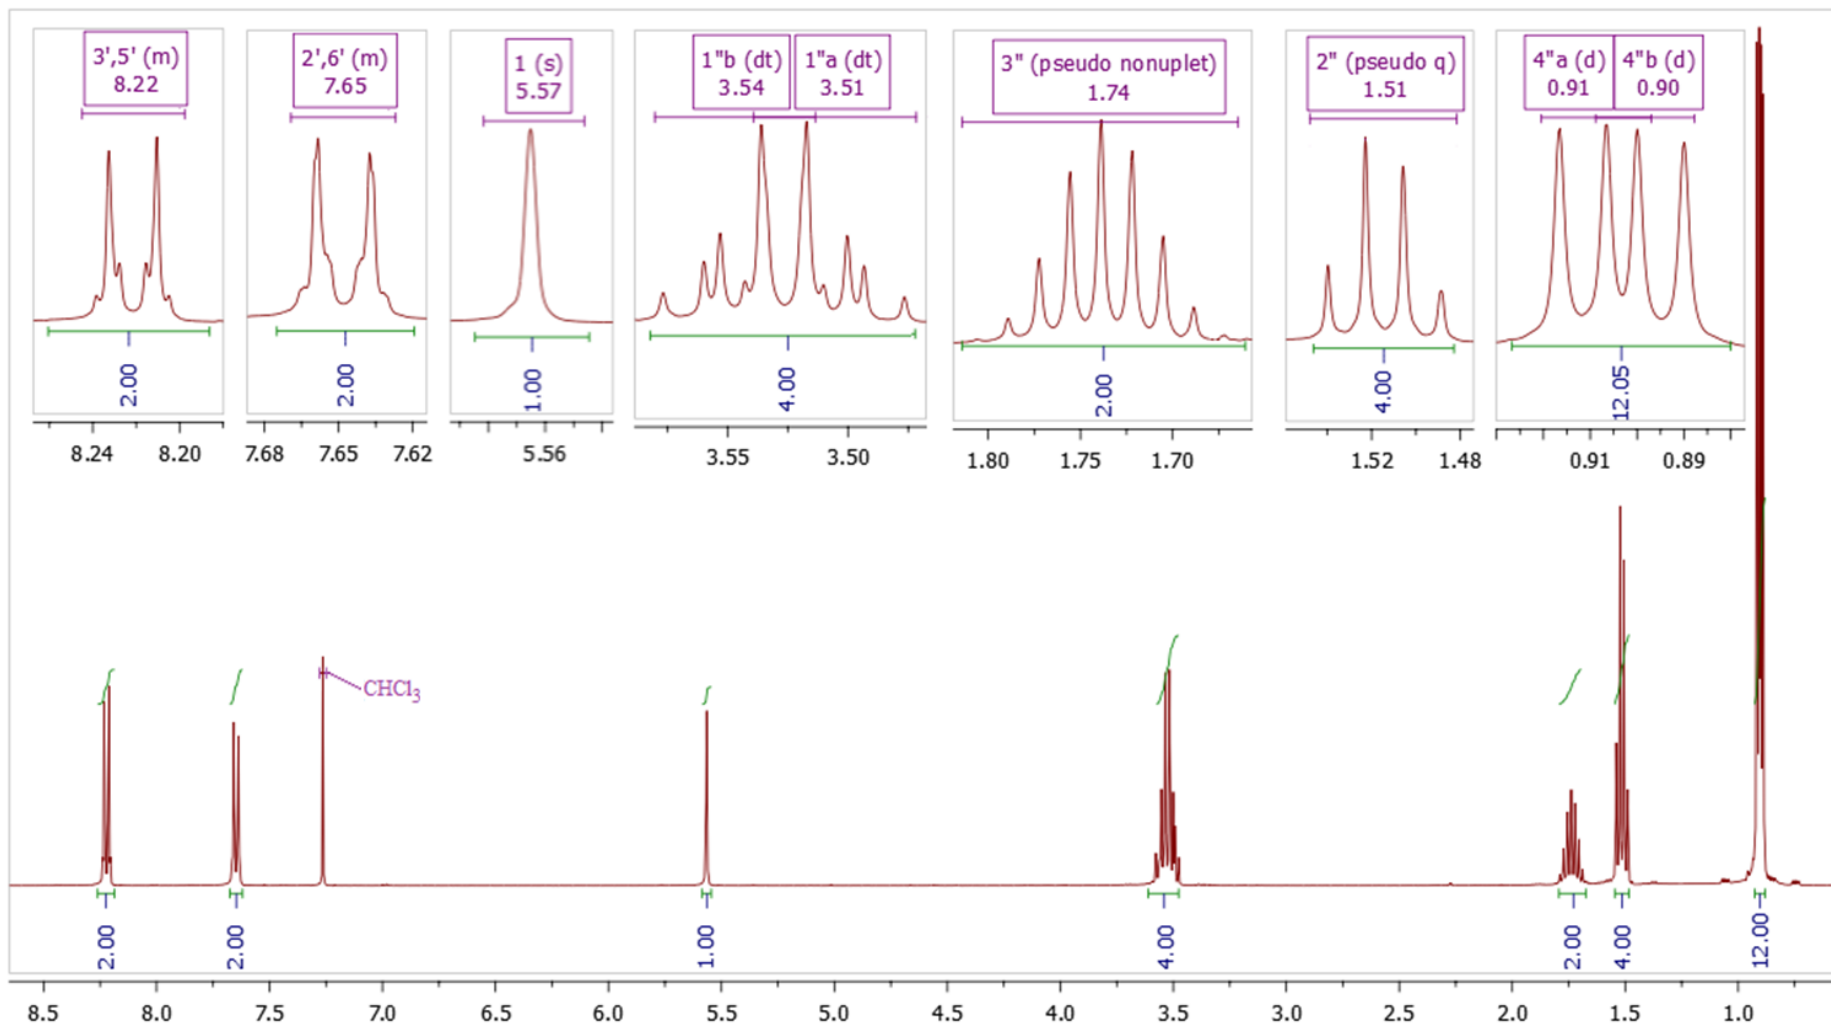 3',5' (m)
8.22
2',6' (m)
7.65
1 (s)
5.57
1"b (dt)
3.54
1"a (dt)
3.51
3" (pseudo nonuplet)
1.74
2" (pseudo q)
1.51
4"a (d)
0.91
4"b (d)
0.90
2.00
2.00
1.00
4.00
2.00
4.00
12.05
8.24 8.20
7.68 7.65 7.62
5.56
3.55 3.50
1.80 1.75 1.70
1.52 1.48
0.91 0.89
CHCl3
2.00
2.00
1.00
4.00
2.00
4.00
12.00
8.5 8.0 7.5 7.0 6.5 6.0 5.5 5.0 4.5 4.0 3.5 3.0 2.5 2.0 1.5 1.0